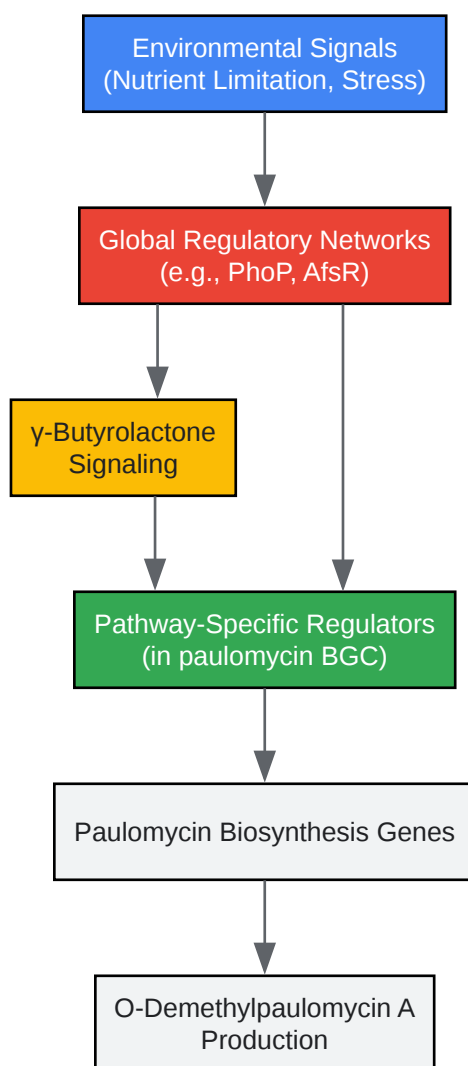 Environmental Signals
(Nutrient Limitation, Stress)
Global Regulatory Networks
(e.g., PhoP, AfsR)
γ-Butyrolactone
Signaling
Pathway-Specific Regulators
(in paulomycin BGC)
Paulomycin Biosynthesis Genes
O-Demethylpaulomycin A
Production